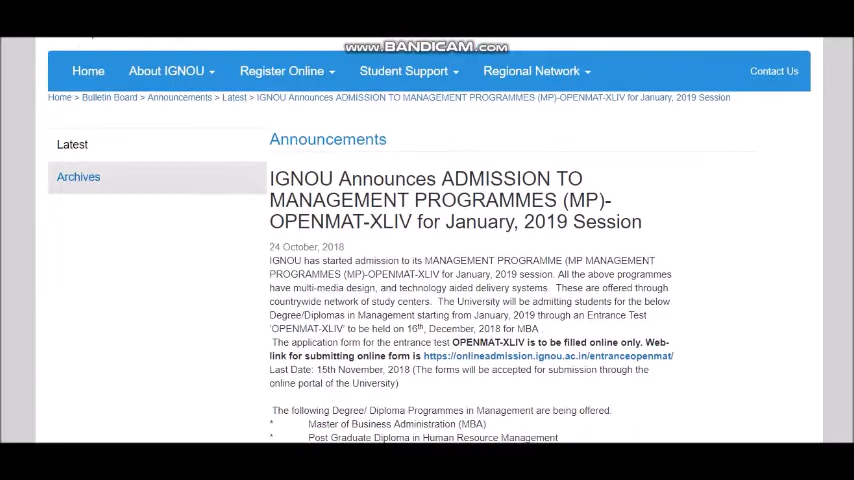 www.BANDICAM.com
Home About IGNOU Register Online Student Support Regional Network Contact Us
Home > Bulletin Board > Announcements > Latest > IGNOU Announces ADMISSION TO MANAGEMENT PROGRAMMES (MP)-OPENMAT-XLIV for January, 2019 Session
Latest
Archives
Announcements
IGNOU Announces ADMISSION TO
MANAGEMENT PROGRAMMES (MP)-
OPENMAT-XLIV for January, 2019 Session
24 October, 2018
IGNOU has started admission to its MANAGEMENT PROGRAMME (MP MANAGEMENT
PROGRAMMES (MP)-OPENMAT-XLIV for January, 2019 session. All the above programmes
have multi-media design, and technology aided delivery systems. These are offered through
countrywide network of study centers. The University will be admitting students for the below
Degree/Diplomas in Management starting from January, 2019 through an Entrance Test
'OPENMAT-XLIV' to be held on 16th, December, 2018 for MBA .
The application form for the entrance test OPENMAT-XLIV is to be filled online only. Web-
link for submitting online form is https://onlineadmission.ignou.ac.in/entranceopenmat/
Last Date: 15th November, 2018 (The forms will be accepted for submission through the
online portal of the University)
The following Degree/ Diploma Programmes in Management are being offered.
* Master of Business Administration (MBA)
* Post Graduate Diploma in Human Resource Management